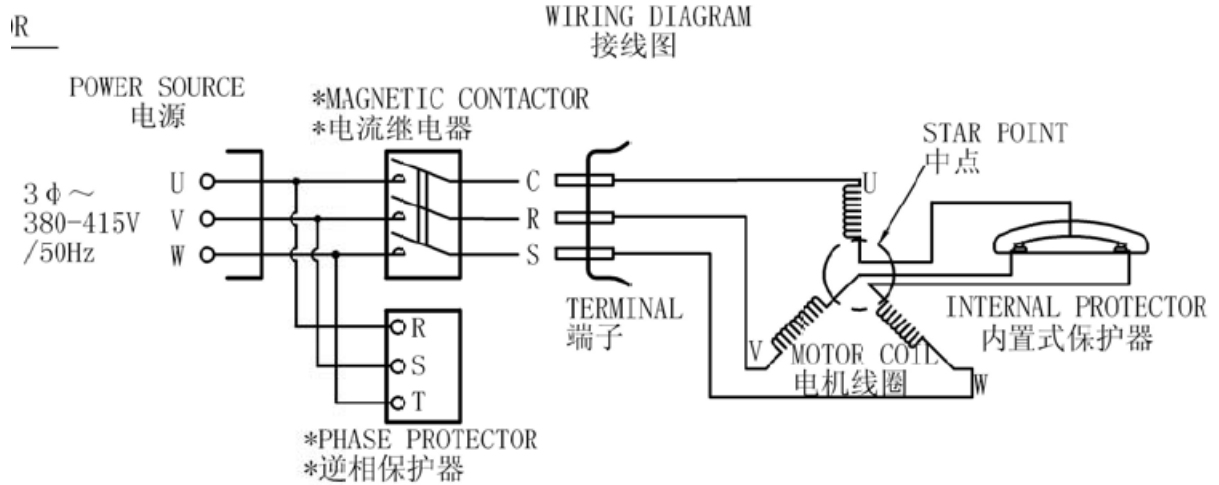 OR
WIRING DIAGRAM
接线图
POWER SOURCE
电源
*MAGNETIC CONTACTOR
*电流继电器
STAR POINT
中点
3ϕ～
380-415V
/50Hz
U
V
W
C
R
S
U
TERMINAL
端子
INTERNAL PROTECTOR
内置式保护器
R
S
T
V
MOTOR COIL
电机线圈
W
*PHASE PROTECTOR
*逆相保护器